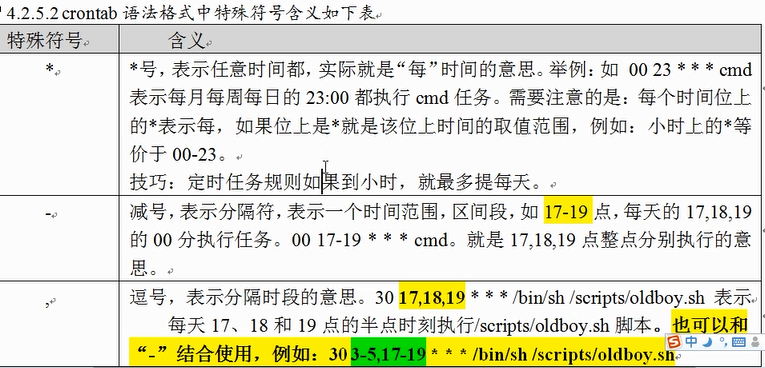 4.2.5.2 crontab 语法格式中特殊符号含义如下表
特殊符号 含义
* *号，表示任意时间都，实际就是“每”时间的意思。举例：如 00 23 * * * cmd
表示每月每周每日的 23:00 都执行 cmd 任务。需要注意的是：每个时间位上
的*表示每，如果位上是*就是该位上时间的取值范围，例如：小时上的*等
价于 00-23。
技巧：定时任务规则如果到小时，就最多提每天。
- 减号，表示分隔符，表示一个时间范围，区间段，如 17-19 点，每天的 17,18,19
的 00 分执行任务。00 17-19 * * * cmd。就是 17,18,19 点整点分别执行的意
思。
, 逗号，表示分隔时段的意思。30 17,18,19 * * * /bin/sh /scripts/oldboy.sh 表示
每天 17、18 和 19 点的半点时刻执行/scripts/oldboy.sh 脚本。也可以和
“-”结合使用，例如：30 3-5,17-19 * * * /bin/sh /scripts/oldboy.sh
S 中